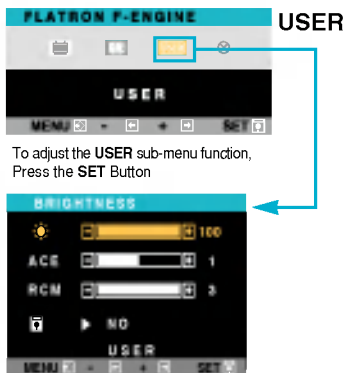 FLATRON F-ENGINE
USER
USER
MENU - + SET
To adjust the USER sub-menu function,
Press the SET Button
BRIGHTNESS
100
ACE 1
RCM 3
NO
USER
MENU - + SET